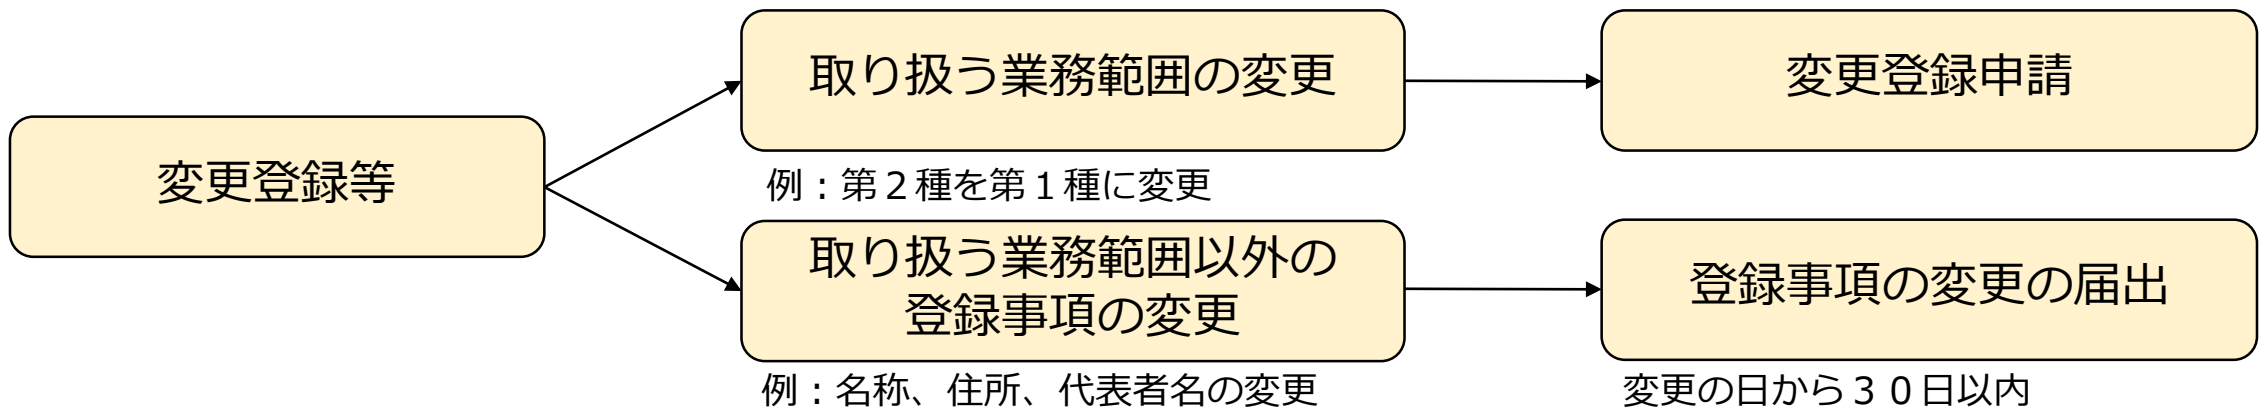 変更登録等
取り扱う業務範囲の変更
例：第２種を第１種に変更
変更登録申請
取り扱う業務範囲以外の
登録事項の変更
例：名称、住所、代表者名の変更
登録事項の変更の届出
変更の日から３０日以内